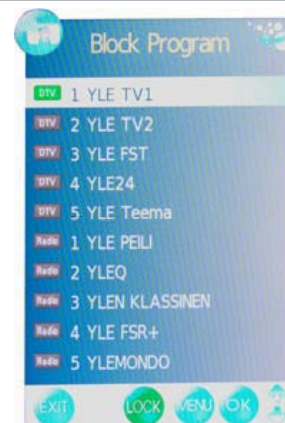 Block Program
DTV 1 YLE TV1
DTV 2 YLE TV2
DTV 3 YLE FST
DTV 4 YLE24
DTV 5 YLE Teema
Radio 1 YLE PEILI
Radio 2 YLEQ
Radio 3 YLEN KLASSINEN
Radio 4 YLE FSR+
Radio 5 YLEMONDO
EXIT LOCK MENU OK